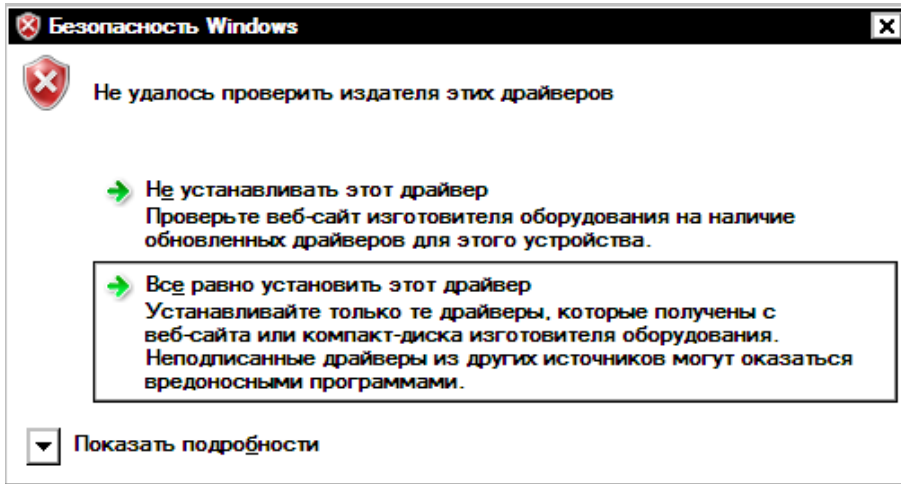 Безопасность Windows
Не удалось проверить издателя этих драйверов
Не устанавливать этот драйвер
Проверьте веб-сайт изготовителя оборудования на наличие
обновленных драйверов для этого устройства.
Все равно установить этот драйвер
Устанавливайте только те драйверы, которые получены с
веб-сайта или компакт-диска изготовителя оборудования.
Неподписанные драйверы из других источников могут оказаться
вредоносными программами.
Показать подробности